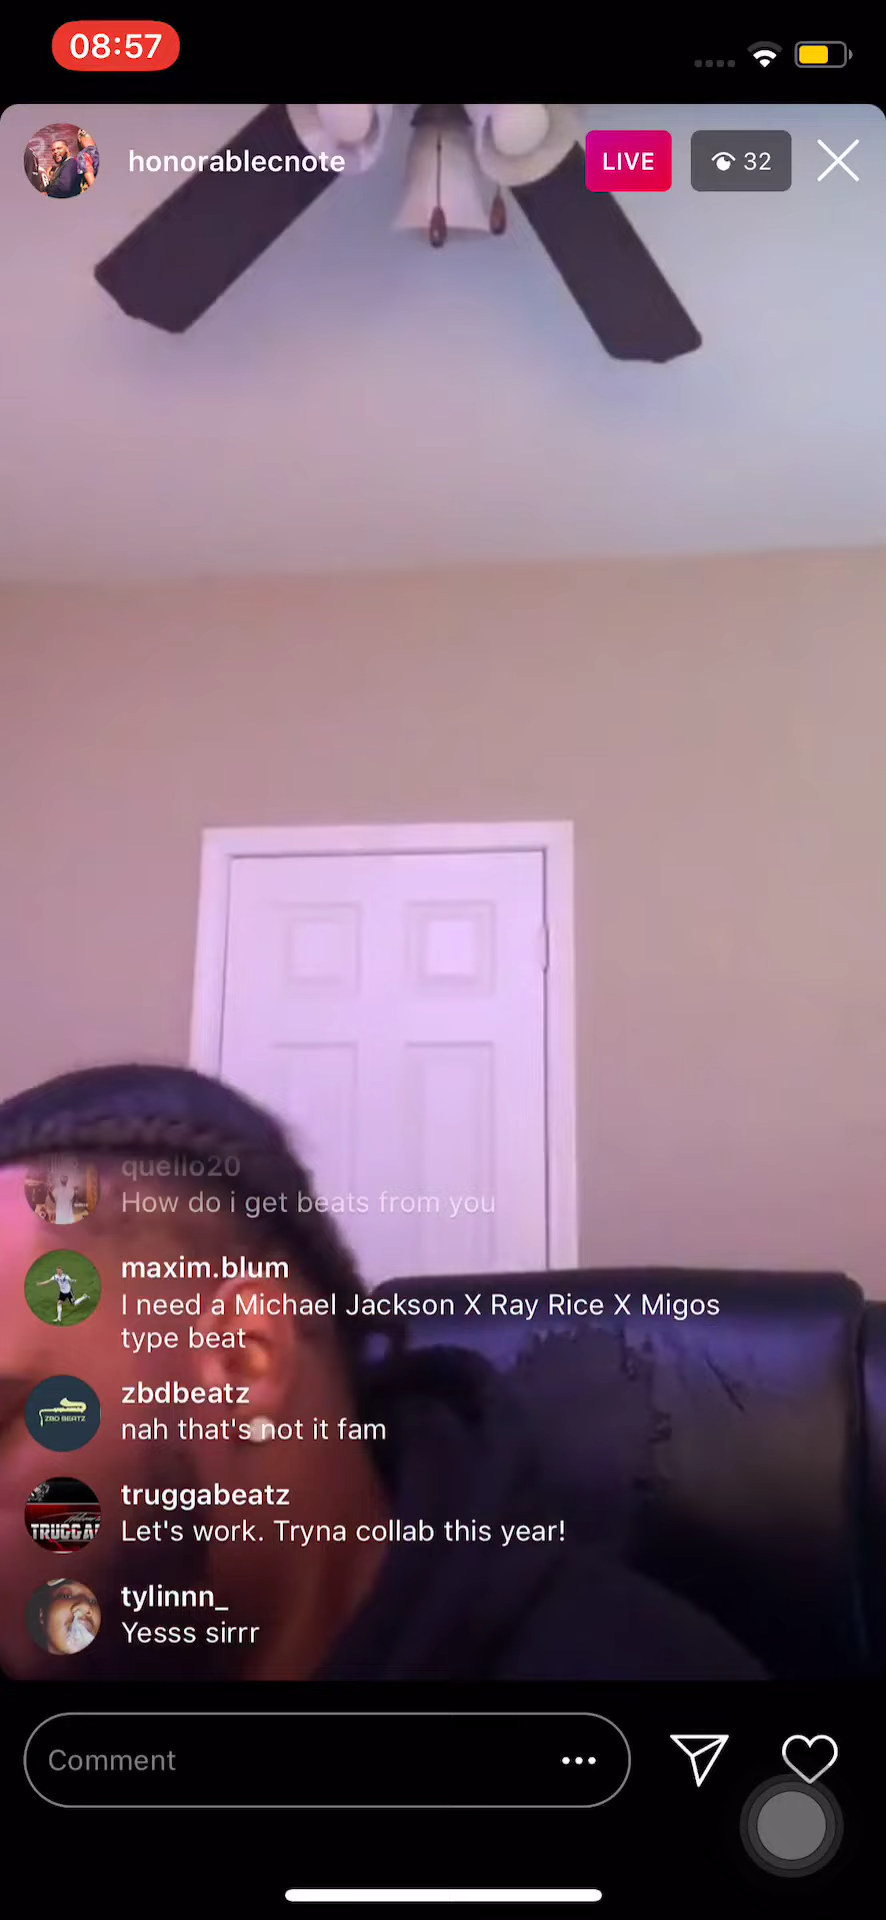 08:57
honorablecnote
LIVE
32
quello20
How do i get beats from you
maxim.blum
I need a Michael Jackson X Ray Rice X Migos
type beat
ZBD BEATZ
zbdbeatz
nah that's not it fam
truggabeatz
Let's work. Tryna collab this year!
tylinnn_
Yesss sirrr
Comment